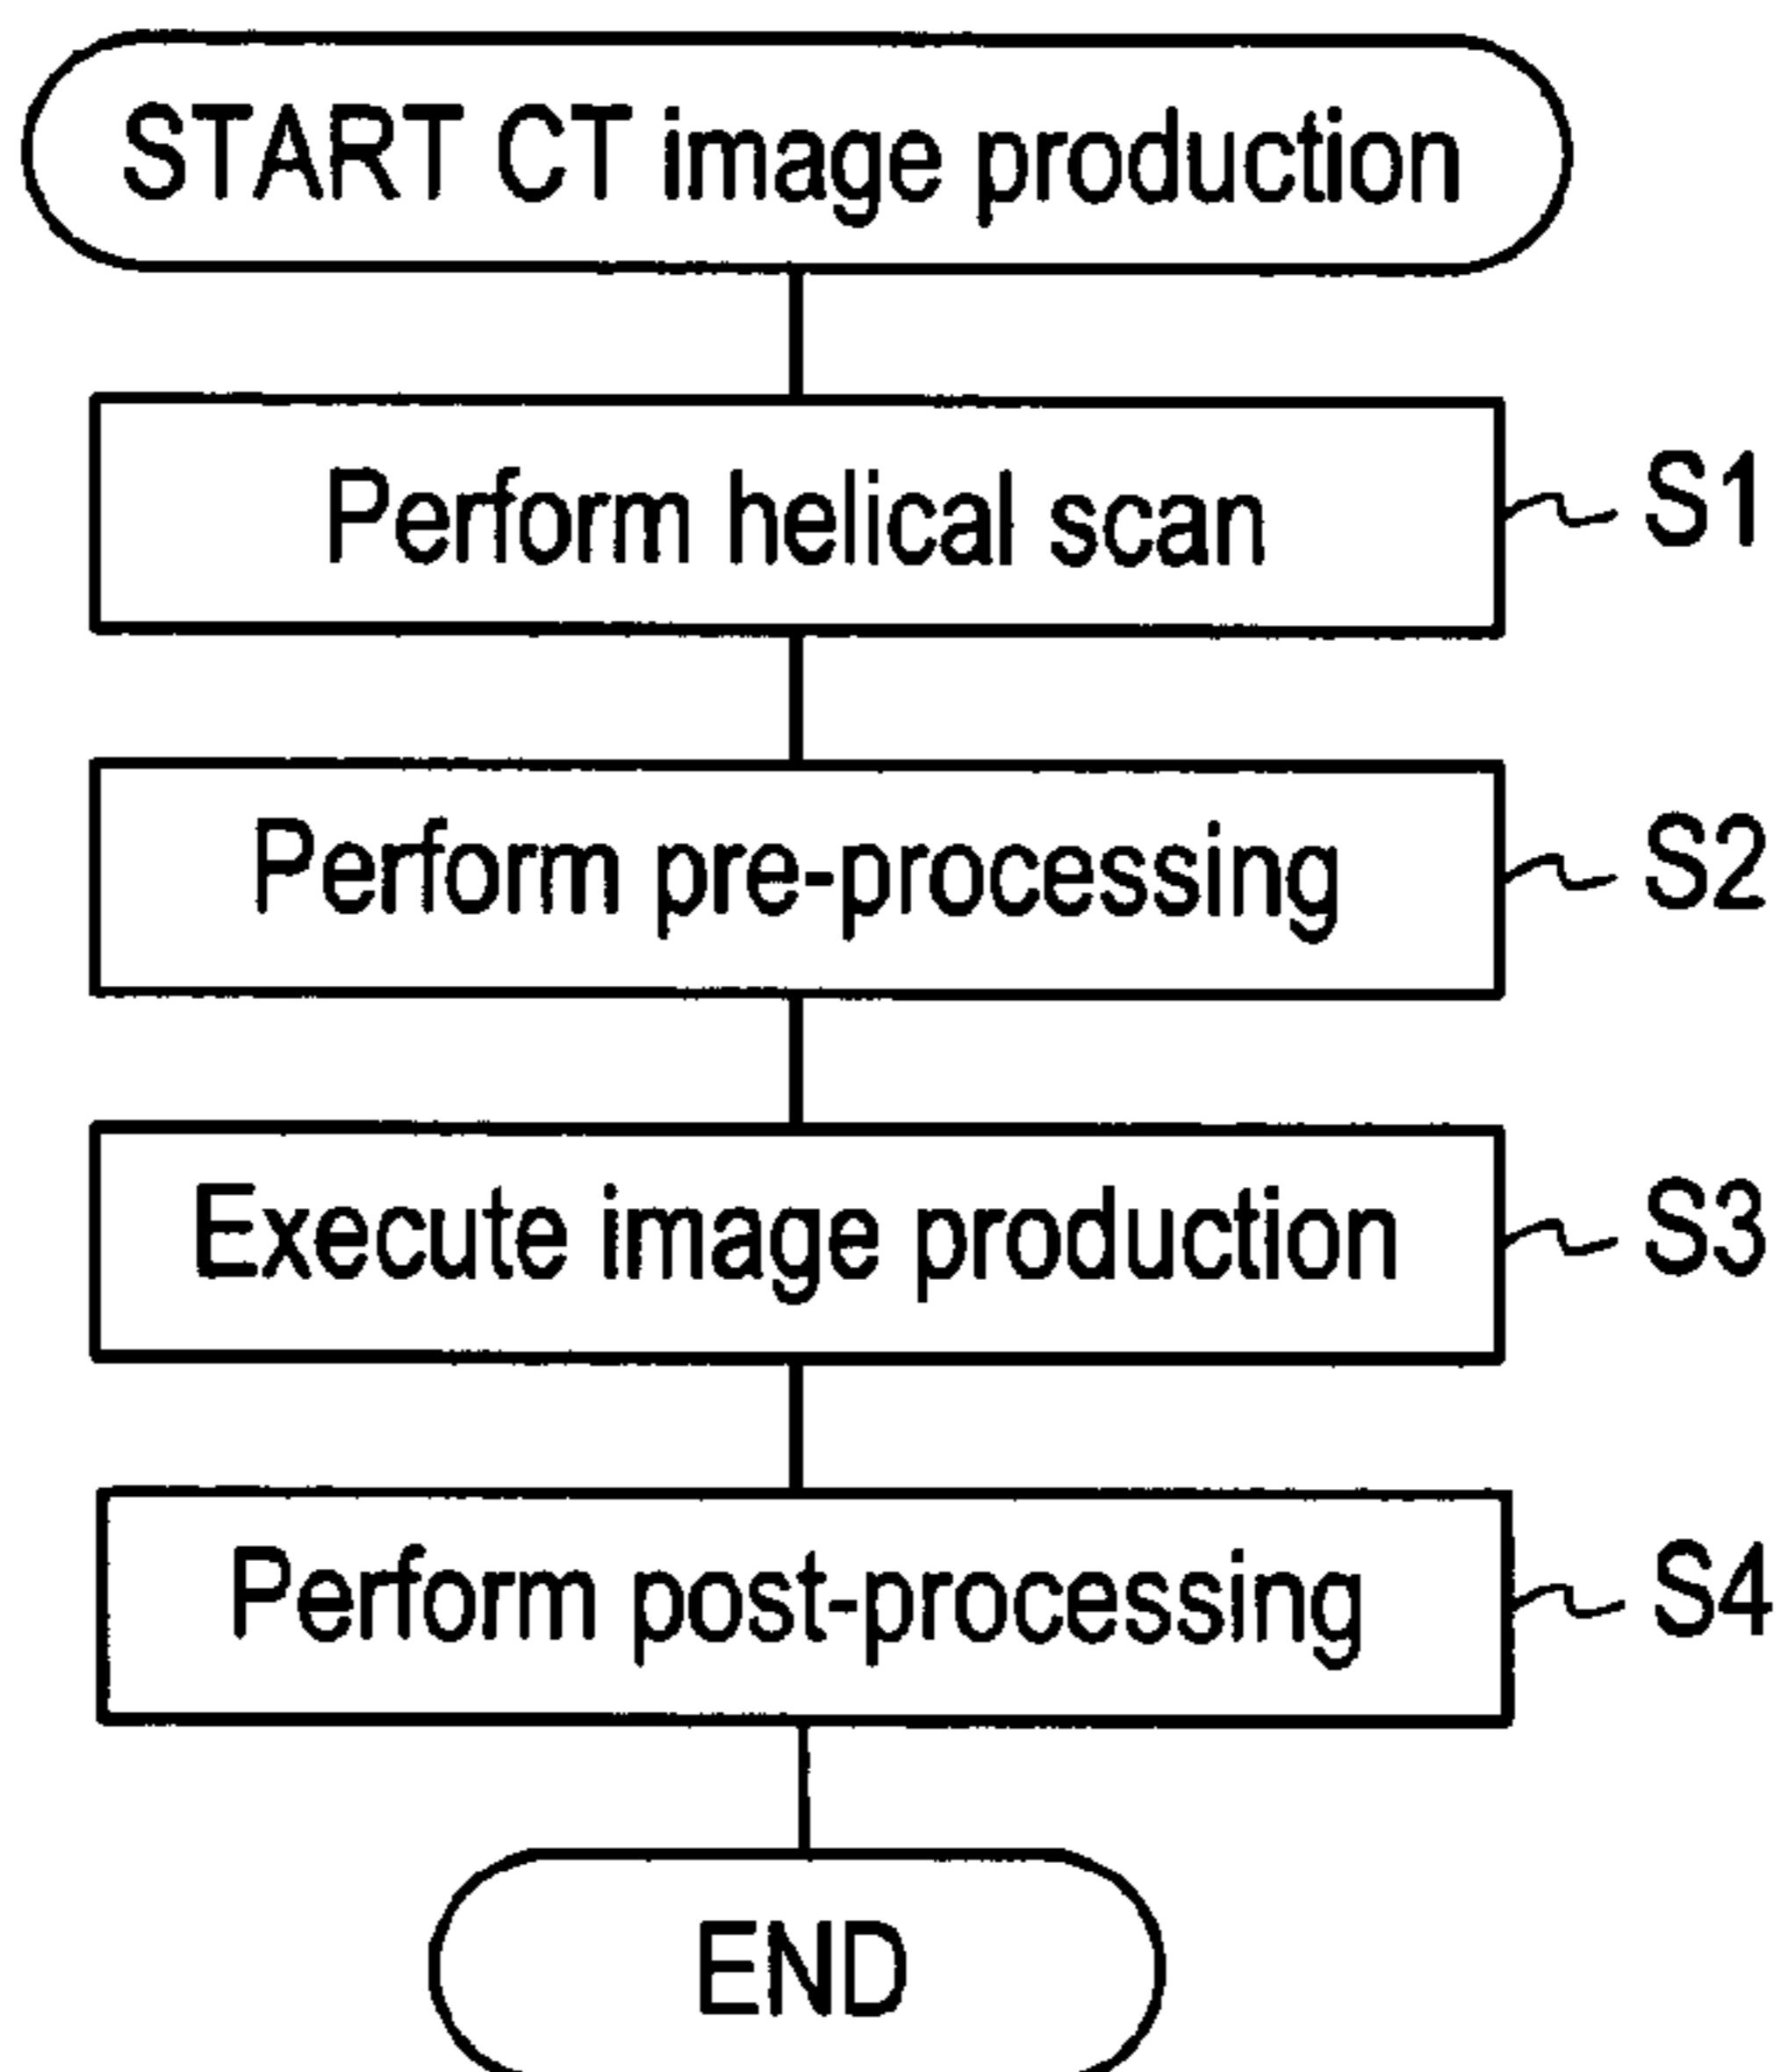 START CT image production
Perform helical scan
S1
Perform pre-processing
S2
Execute image production
S3
Perform post-processing
S4
END